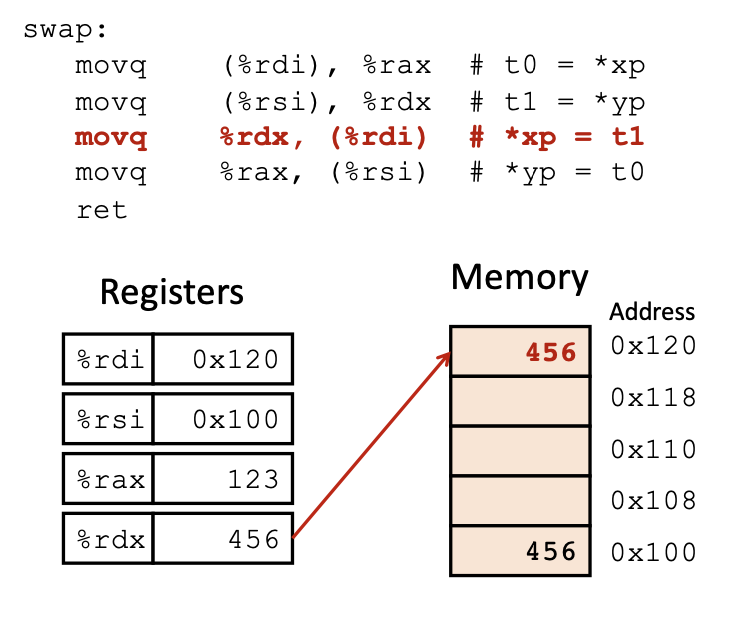 swap:
movq (%rdi), %rax # t0 = *xp
movq (%rsi), %rdx # t1 = *yp
movq %rdx, (%rdi) # *xp = t1
movq %rax, (%rsi) # *yp = t0
ret
Registers
%rdi 0x120
%rsi 0x100
%rax 123
%rdx 456
Memory
Address
456 0x120
0x118
0x110
0x108
456 0x100